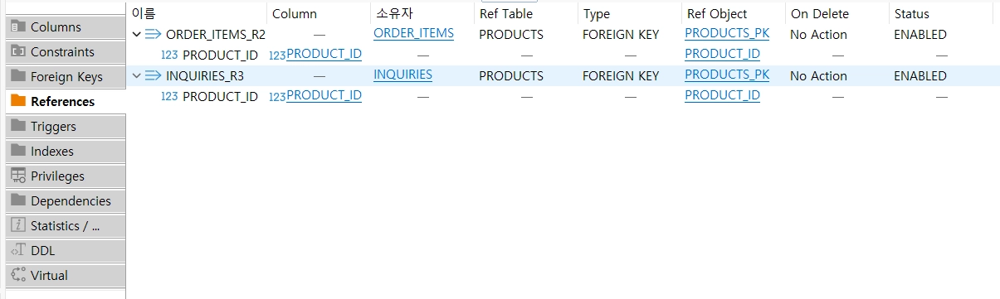 이름 Column 소유자 Ref Table Type Ref Object On Delete Status
Columns
Constraints
Foreign Keys
References
Triggers
Indexes
Privileges
Dependencies
Statistics / ...
DDL
Virtual
ORDER_ITEMS_R2 — ORDER_ITEMS PRODUCTS FOREIGN KEY PRODUCTS_PK No Action ENABLED
123 PRODUCT_ID 123 PRODUCT_ID — — — PRODUCT_ID — —
INQUIRIES_R3 — INQUIRIES PRODUCTS FOREIGN KEY PRODUCTS_PK No Action ENABLED
123 PRODUCT_ID 123 PRODUCT_ID — — — PRODUCT_ID — —